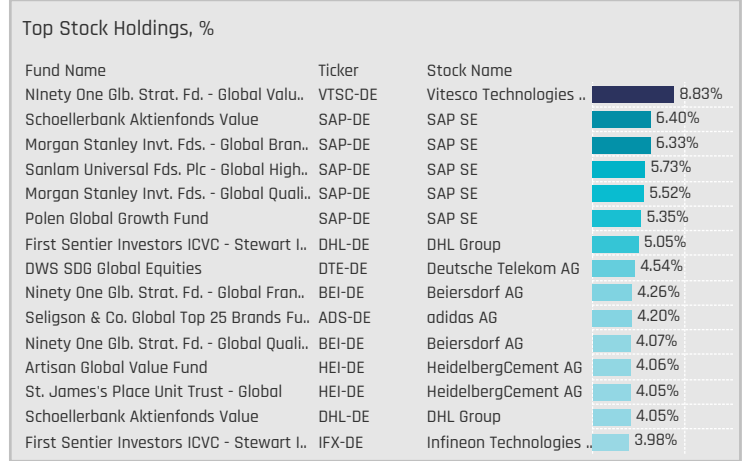 Top Stock Holdings, %
Fund Name Ticker Stock Name
NInety One Glb. Strat. Fd. - Global Valu.. VTSC-DE Vitesco Technologies .. 8.83%
Schoellerbank Aktienfonds Value SAP-DE SAP SE 6.40%
Morgan Stanley Invt. Fds. - Global Bran.. SAP-DE SAP SE 6.33%
Sanlam Universal Fds. Plc - Global High.. SAP-DE SAP SE 5.73%
Morgan Stanley Invt. Fds. - Global Quali.. SAP-DE SAP SE 5.52%
Polen Global Growth Fund SAP-DE SAP SE 5.35%
First Sentier Investors ICVC - Stewart I.. DHL-DE DHL Group 5.05%
DWS SDG Global Equities DTE-DE Deutsche Telekom AG 4.54%
Ninety One Glb. Strat. Fd. - Global Fran.. BEI-DE Beiersdorf AG 4.26%
Seligson & Co. Global Top 25 Brands Fu.. ADS-DE adidas AG 4.20%
Ninety One Glb. Strat. Fd. - Global Quali.. BEI-DE Beiersdorf AG 4.07%
Artisan Global Value Fund HEI-DE HeidelbergCement AG 4.06%
St. James's Place Unit Trust - Global HEI-DE HeidelbergCement AG 4.05%
Schoellerbank Aktienfonds Value DHL-DE DHL Group 4.05%
First Sentier Investors ICVC - Stewart I.. IFX-DE Infineon Technologies .. 3.98%